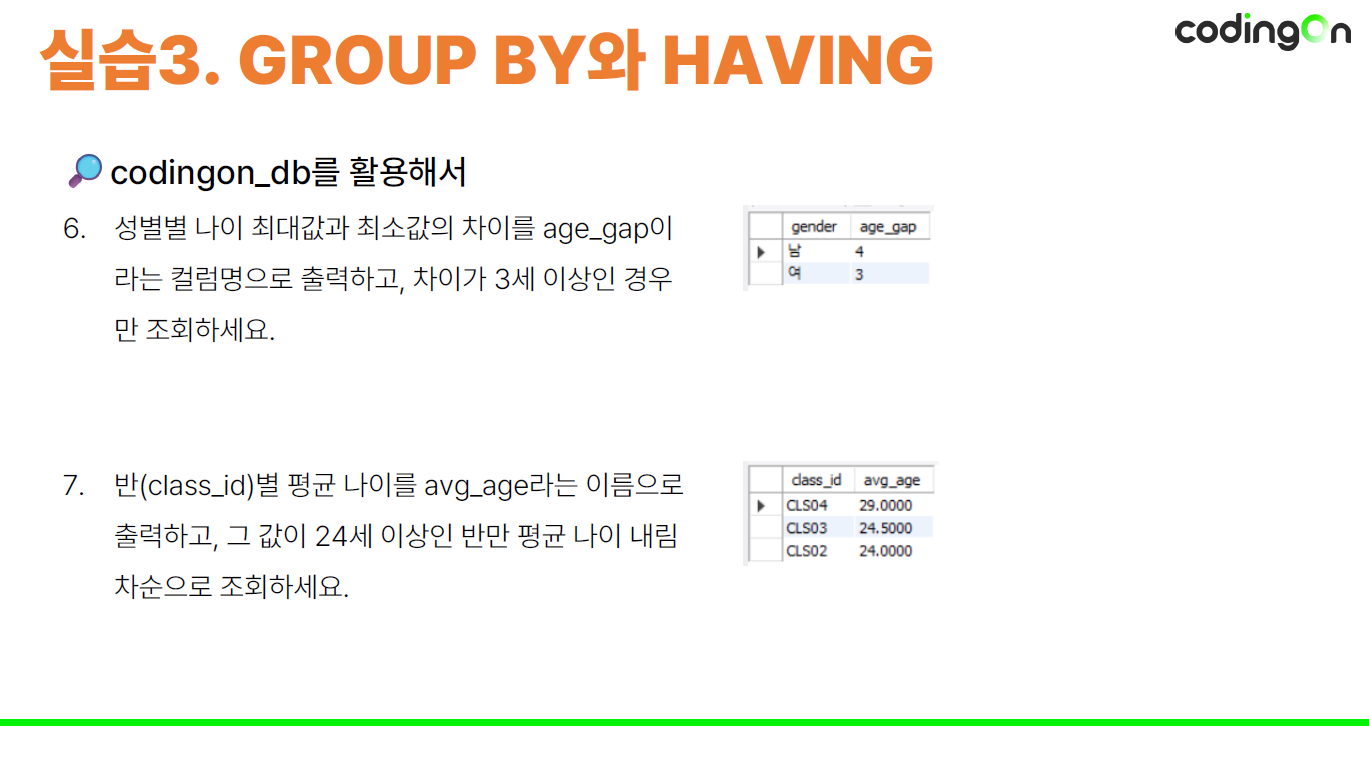 실습3. GROUP BY와 HAVING
codingOn
codingon_db를 활용해서
6. 성별별 나이 최대값과 최소값의 차이를 age_gap이
라는 컬럼명으로 출력하고, 차이가 3세 이상인 경우
만 조회하세요.
gender age_gap
남 4
여 3
7. 반(class_id)별 평균 나이를 avg_age라는 이름으로
출력하고, 그 값이 24세 이상인 반만 평균 나이 내림
차순으로 조회하세요.
class_id avg_age
CLS04 29.0000
CLS03 24.5000
CLS02 24.0000